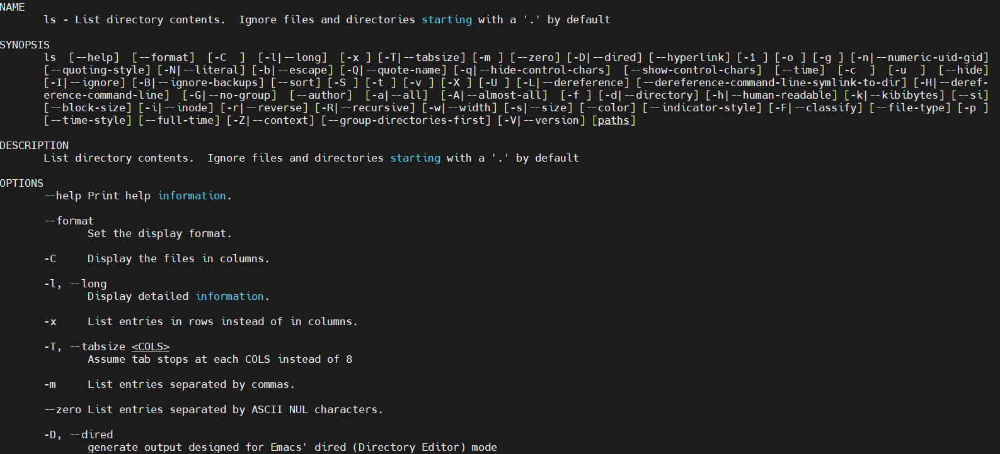 NAME
ls - List directory contents.  Ignore files and directories starting with a '.' by default
SYNOPSIS
ls  [--help]  [--format]  [-C  ]  [-l|--long]  [-x ] [-T|--tabsize] [-m ] [--zero] [-D|--dired] [--hyperlink] [-1 ] [-o ] [-g ] [-n|--numeric-uid-gid]
[--quoting-style] [-N|--literal] [-b|--escape] [-Q|--quote-name] [-q|--hide-control-chars]  [--show-control-chars]  [--time]  [-c  ]  [-u  ]  [--hide]
[-I|--ignore] [-B|--ignore-backups] [--sort] [-S ] [-t ] [-v ] [-X ] [-U ] [-L|--dereference] [--dereference-command-line-symlink-to-dir] [-H|--deref-
erence-command-line]  [-G|--no-group]  [--author]  [-a|--all]  [-A|--almost-all]  [-f ] [-d|--directory] [-h|--human-readable] [-k|--kibibytes] [--si]
[--block-size] [-i|--inode] [-r|--reverse] [-R|--recursive] [-w|--width] [-s|--size] [--color] [--indicator-style] [-F|--classify] [--file-type] [-p ]
[--time-style] [--full-time] [-Z|--context] [--group-directories-first] [-V|--version] [paths]
DESCRIPTION
List directory contents.  Ignore files and directories starting with a '.' by default
OPTIONS
--help Print help information.
--format
Set the display format.
-C     Display the files in columns.
-l, --long
Display detailed information.
-x     List entries in rows instead of in columns.
-T, --tabsize <COLS>
Assume tab stops at each COLS instead of 8
-m     List entries separated by commas.
--zero List entries separated by ASCII NUL characters.
-D, --dired
generate output designed for Emacs' dired (Directory Editor) mode